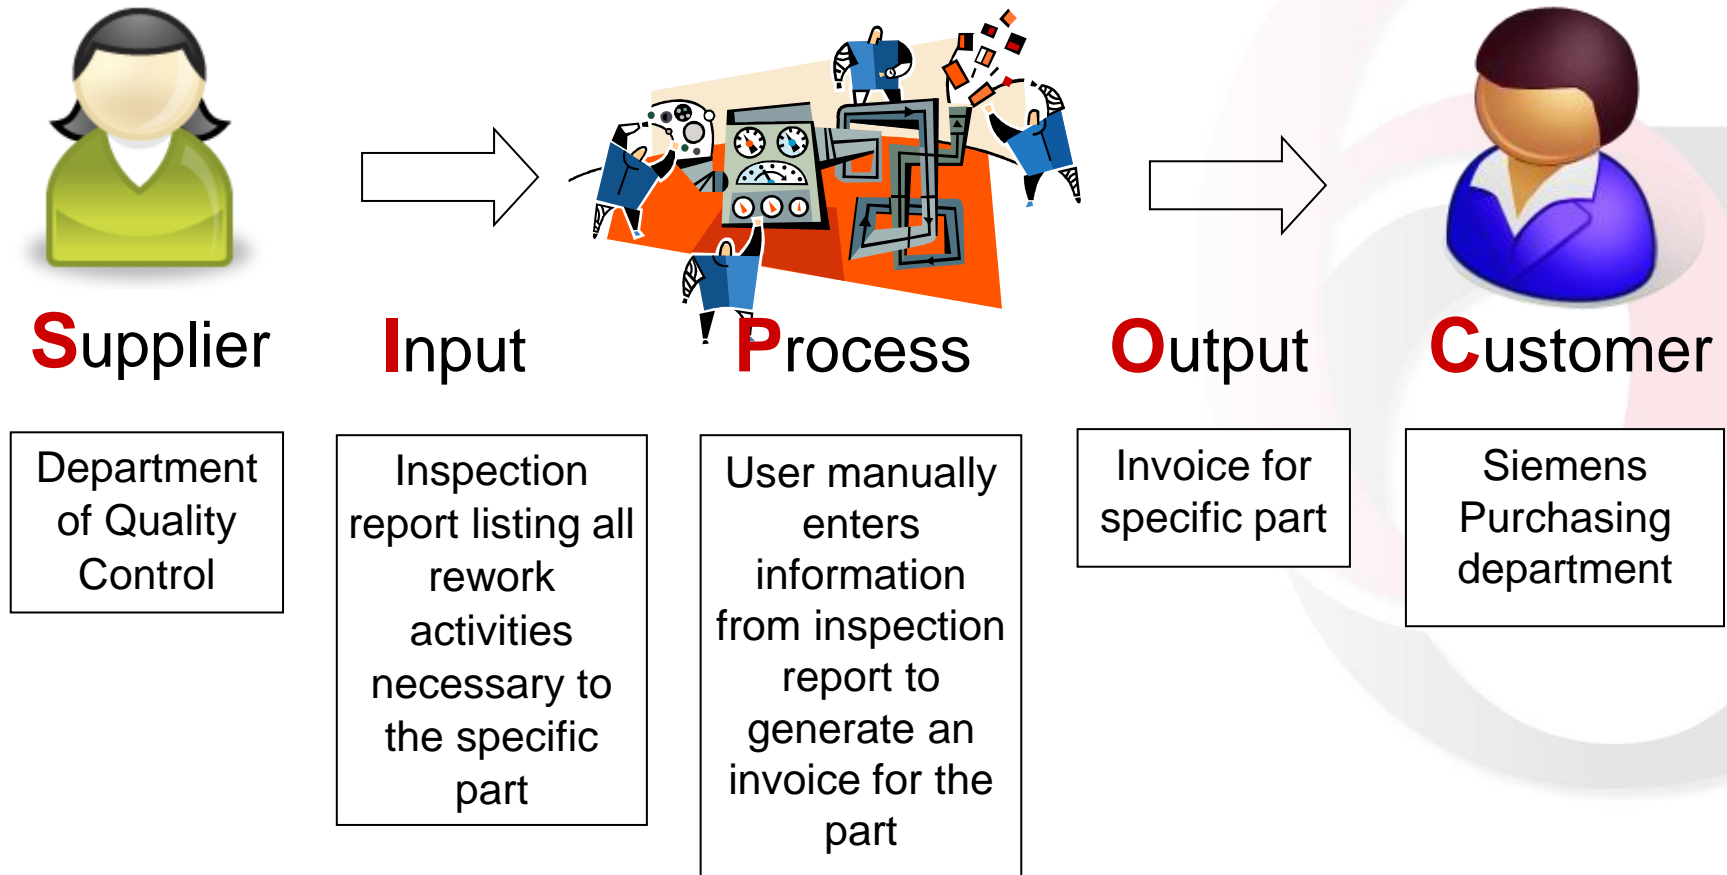 Supplier
Input
Process
Output
Customer
Department
of Quality
Control
Inspection
report listing all
rework
activities
necessary to
the specific
part
User manually
enters
information
from inspection
report to
generate an
invoice for the
part
Invoice for
specific part
Siemens
Purchasing
department